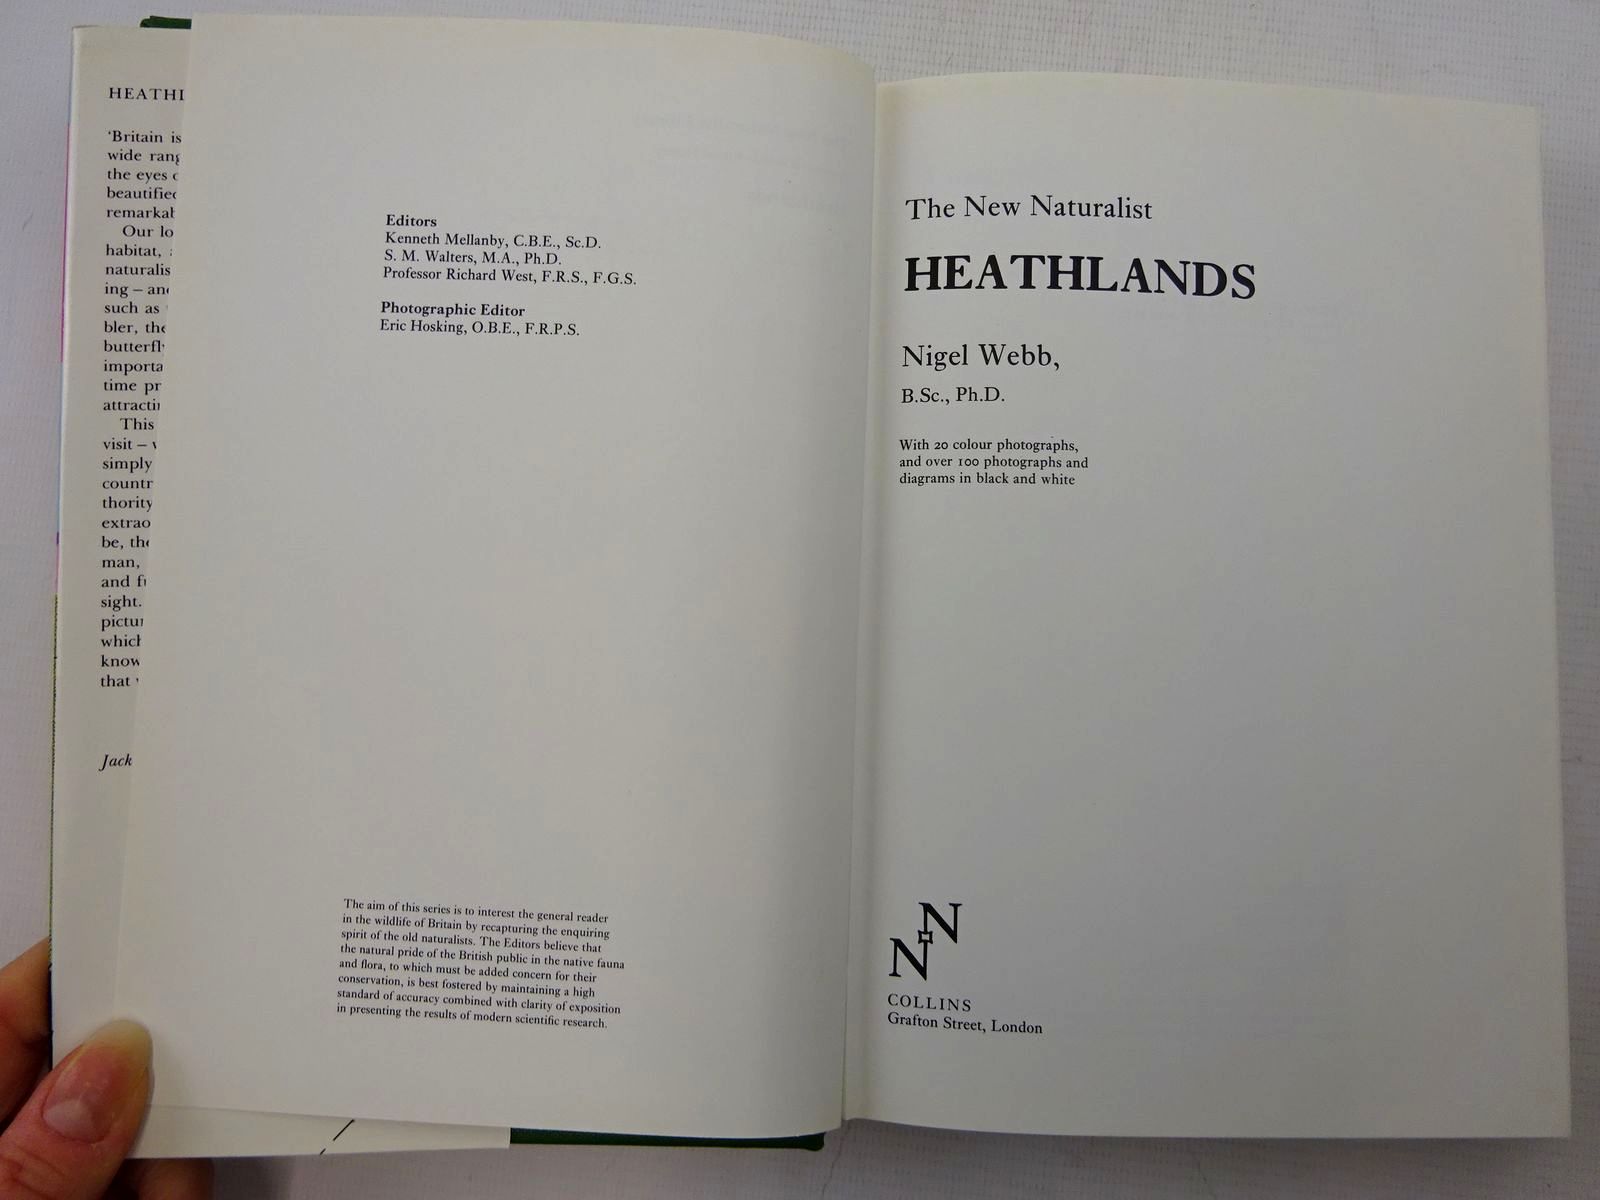 HEATHL
'Britain is
wide rang
the eyes
beautified
remarkab
Our lo
habitat,
naturalis
ing – and
such as
bler, the
butterfl
importa
time pr
attractin
This
visit –
simply
countr
thority
extrao
be, the
man,
and fu
sight.
pictur
which
know
that
Jack
Editors
Kenneth Mellanby, C.B.E., Sc.D.
S. M. Walters, M.A., Ph.D.
Professor Richard West, F.R.S., F.G.S.
Photographic Editor
Eric Hosking, O.B.E., F.R.P.S.
The aim of this series is to interest the general reader
in the wildlife of Britain by recapturing the enquiring
spirit of the old naturalists. The Editors believe that
the natural pride of the British public in the native fauna
and flora, to which must be added concern for their
conservation, is best fostered by maintaining a high
standard of accuracy combined with clarity of exposition
in presenting the results of modern scientific research.
The New Naturalist
HEATHLANDS
Nigel Webb,
B.Sc., Ph.D.
With 20 colour photographs,
and over 100 photographs and
diagrams in black and white
NN
COLLINS
Grafton Street, London